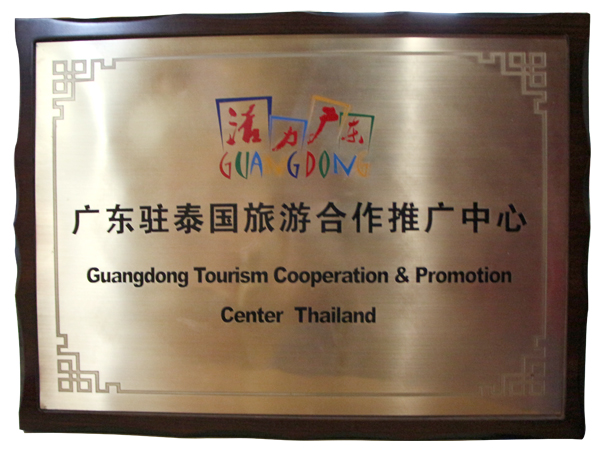 活力广东
GUANGDONG
广东驻泰国旅游合作推广中心
Guangdong Tourism Cooperation & Promotion
Center Thailand